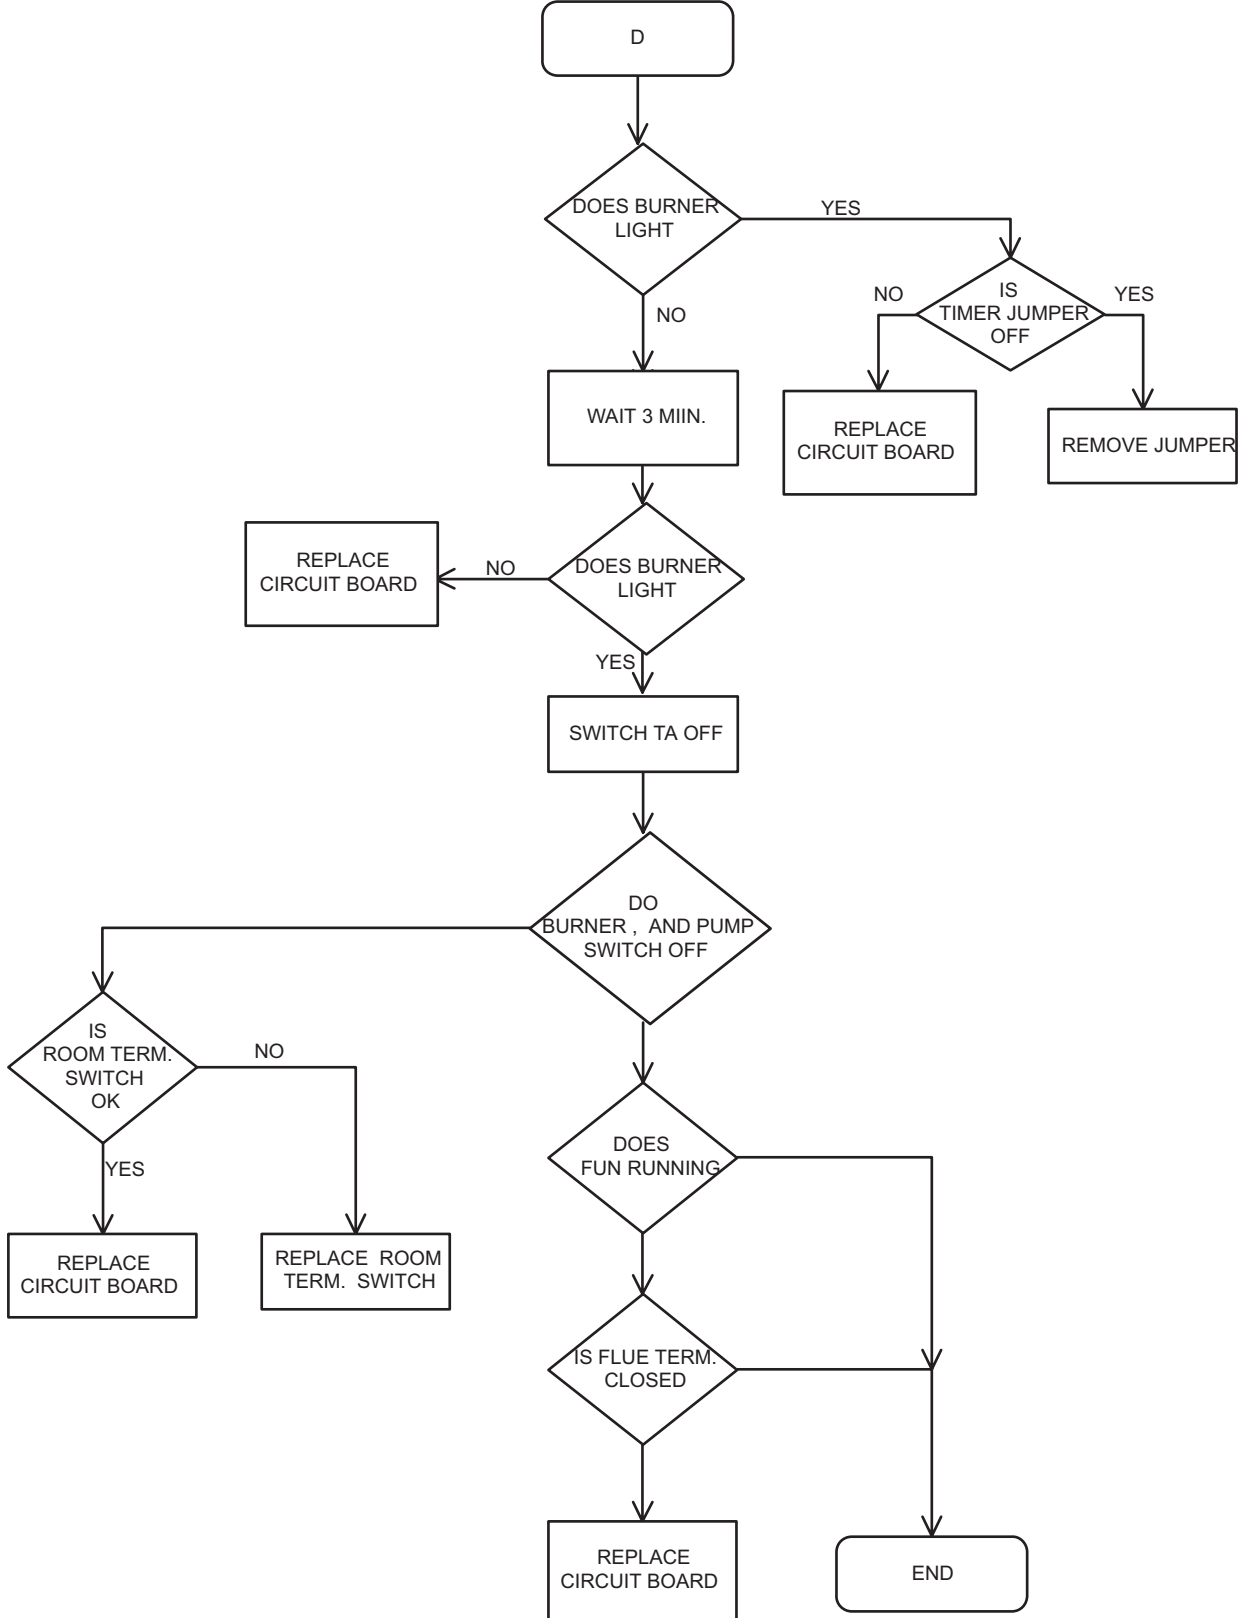 D
DOES BURNER
LIGHT
YES
IS
TIMER JUMPER
OFF
NO
YES
NO
WAIT 3 MIIN.
REPLACE
CIRCUIT BOARD
REMOVE JUMPER
REPLACE
CIRCUIT BOARD
NO
DOES BURNER
LIGHT
YES
SWITCH TA OFF
DO
BURNER , AND PUMP
SWITCH OFF
IS
ROOM TERM.
SWITCH
OK
NO
YES
DOES
FUN RUNNING
REPLACE
CIRCUIT BOARD
REPLACE ROOM
TERM. SWITCH
IS FLUE TERM.
CLOSED
REPLACE
CIRCUIT BOARD
END